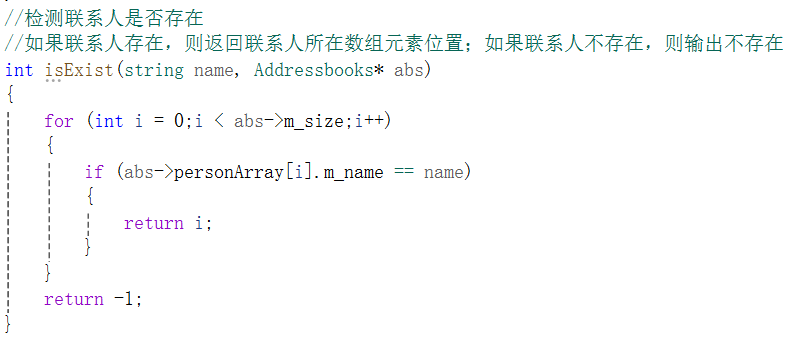 //检测联系人是否存在
//如果联系人存在，则返回联系人所在数组元素位置；如果联系人不存在，则输出不存在
int isExist(string name, Addressbooks* abs)
{
    for (int i = 0;i < abs->m_size;i++)
    {
        if (abs->personArray[i].m_name == name)
        {
            return i;
        }
    }
    return -1;
}